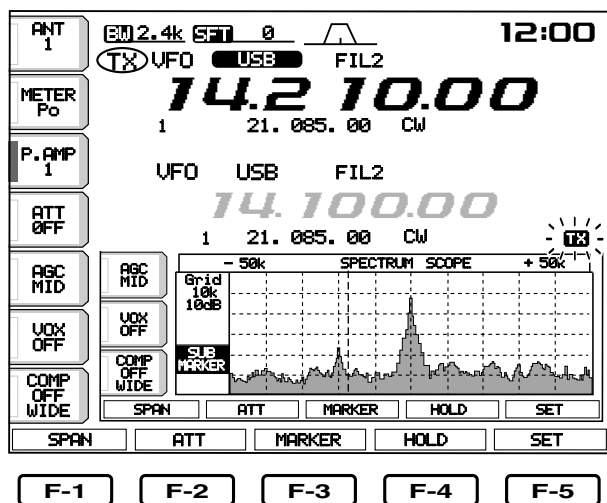 ANT
1
BW 2.4k SFT 0
12:00
TX VFO USB FIL2
METER
Po
14.2 10.00
1 21. 085. 00 CW
P.AMP
1
VFO USB FIL2
ATT
OFF
14. 100.00
1 21. 085. 00 CW
TX
AGC
MID
AGC
MID
- 50k SPECTRUM SCOPE + 50k
Grid
10k
10dB
VOX
OFF
VOX
OFF
SUB
MARKER
COMP
OFF
WIDE
COMP
OFF
WIDE
SPAN ATT MARKER HOLD SET
SPAN ATT MARKER HOLD SET
F-1 F-2 F-3 F-4 F-5